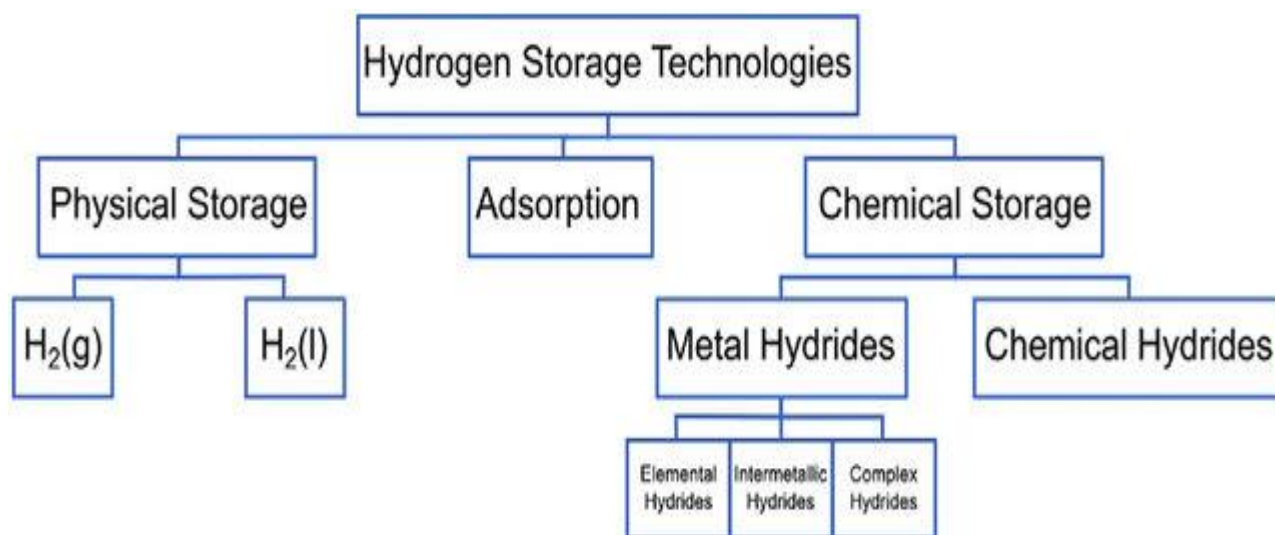 Hydrogen Storage Technologies
Physical Storage
Adsorption
Chemical Storage
H₂(g)
H₂(l)
Metal Hydrides
Chemical Hydrides
Elemental
Hydrides
Intermetallic
Hydrides
Complex
Hydrides